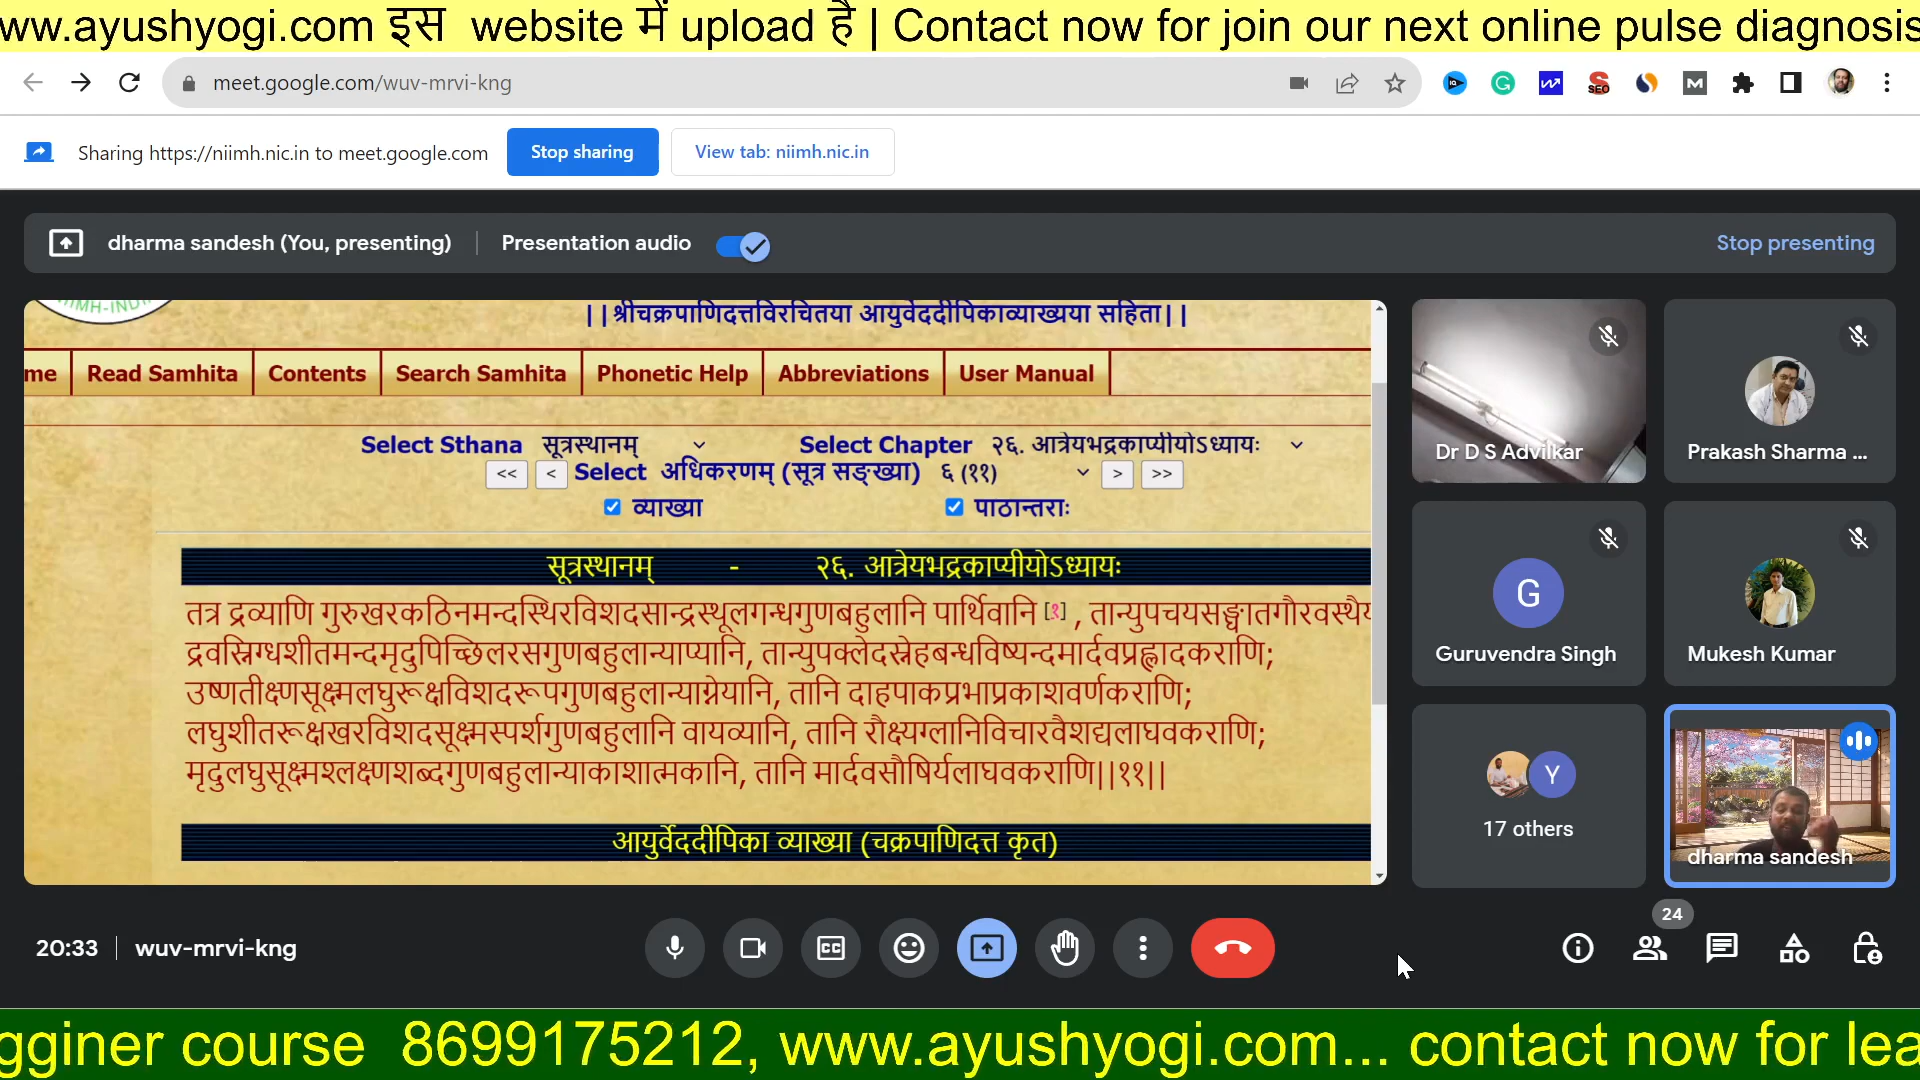 ww.ayushyogi.com इस website में upload है | Contact now for join our next online pulse diagnosis
meet.google.com/wuv-mrvi-kng
Sharing https://niimh.nic.in to meet.google.com Stop sharing View tab: niimh.nic.in
dharma sandesh (You, presenting) Presentation audio Stop presenting
||श्रीचक्रपाणिदत्तविरचितया आयुर्वेददीपिकाव्याख्यया सहिता||
me Read Samhita Contents Search Samhita Phonetic Help Abbreviations User Manual
Select Sthana सूत्रस्थानम् Select Chapter २६. आत्रेयभद्रकाप्यीयोऽध्यायः
<< < Select अधिकरणम् (सूत्र सङ्ख्या) ६ (११) > >>
व्याख्या पाठान्तराः
सूत्रस्थानम् - २६. आत्रेयभद्रकाप्यीयोऽध्यायः
तत्र द्रव्याणि गुरुखरकठिनमन्दस्थिरविशदसान्द्रस्थूलगन्धगुणबहुलानि पार्थिवानि [१] , तान्युपचयसङ्घातगौरवस्थैर्य
द्रवस्निग्धशीतमन्दमृदुपिच्छिलरसगुणबहुलान्याप्यानि, तान्युपक्लेदस्नेहबन्धविष्यन्दमार्दवप्रह्लादकराणि;
उष्णतीक्ष्णसूक्ष्मलघुरूक्षविशदरूपगुणबहुलान्याग्नेयानि, तानि दाहपाकप्रभाप्रकाशवर्णकराणि;
लघुशीतरूक्षखरविशदसूक्ष्मस्पर्शगुणबहुलानि वायव्यानि, तानि रौक्ष्यग्लानिविचारवैशद्यलाघवकराणि;
मृदुलघुसूक्ष्मश्लक्ष्णशब्दगुणबहुलान्याकाशात्मकानि, तानि मार्दवसौषिर्यलाघवकराणि||११||
आयुर्वेददीपिका व्याख्या (चक्रपाणिदत्त कृत)
Dr D S Advilkar
Prakash Sharma ...
G
Guruvendra Singh
Mukesh Kumar
Y
17 others
dharma sandesh
24
20:33 wuv-mrvi-kng
gginer course 8699175212, www.ayushyogi.com... contact now for lea